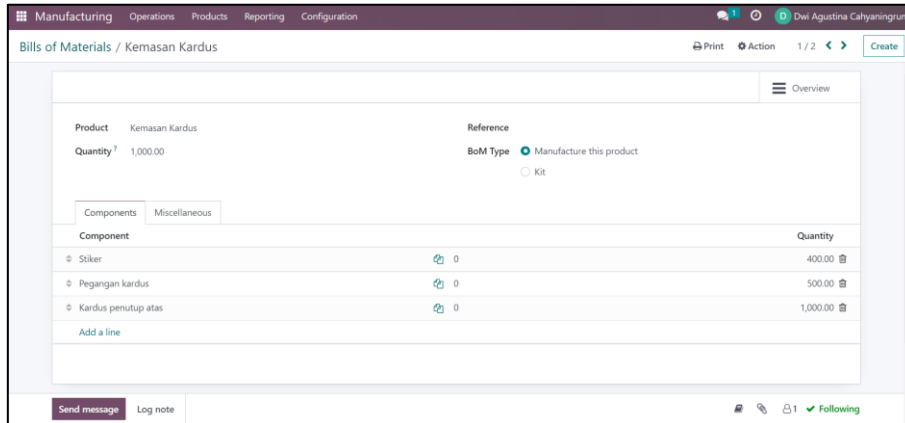 Manufacturing Operations Products Reporting Configuration 1 D Dwi Agustina Cahyaningrum
Bills of Materials / Kemasan Kardus Print Action 1 / 2 Create
Overview
Product Kemasan Kardus Reference
Quantity ? 1,000.00 BoM Type Manufacture this product
Kit
Components Miscellaneous
Component Quantity
Stiker 0 400.00
Pegangan kardus 0 500.00
Kardus penutup atas 0 1,000.00
Add a line
Send message Log note 1 Following